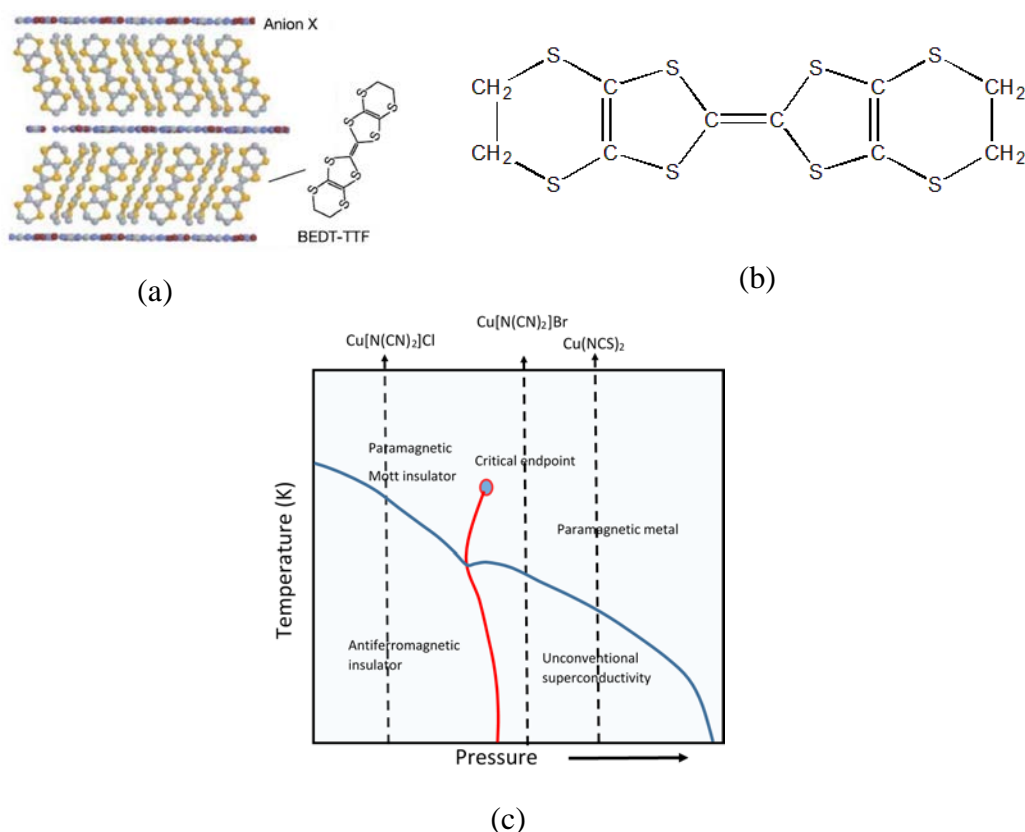 Anion X
S
S
S
S
S
S
S
S
BEDT-TTF
(a)
S S S S
CH₂ C C CH₂
C C
CH₂ C C CH₂
S S S S
(b)
Cu[N(CN)₂]Cl
Cu[N(CN)₂]Br
Cu(NCS)₂
Paramagnetic
Mott insulator
Critical endpoint
Paramagnetic metal
Antiferromagnetic
insulator
Unconventional
superconductivity
Temperature (K)
Pressure
(c)